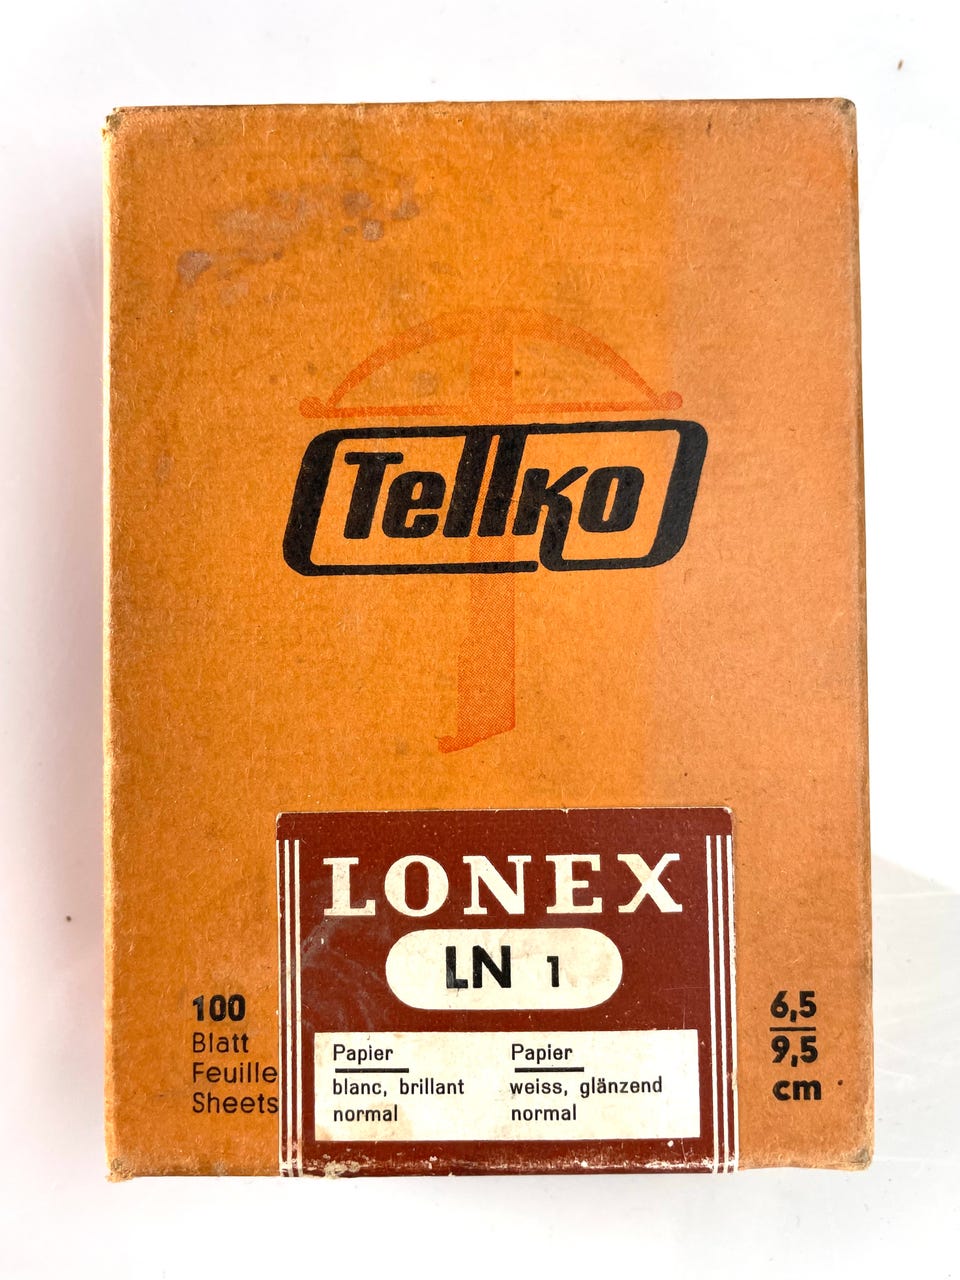 Tellko
LONEX
LN 1
100
Blatt
Feuille
Sheets
Papier
blanc, brillant
normal
Papier
weiss, glänzend
normal
6,5
9,5
cm